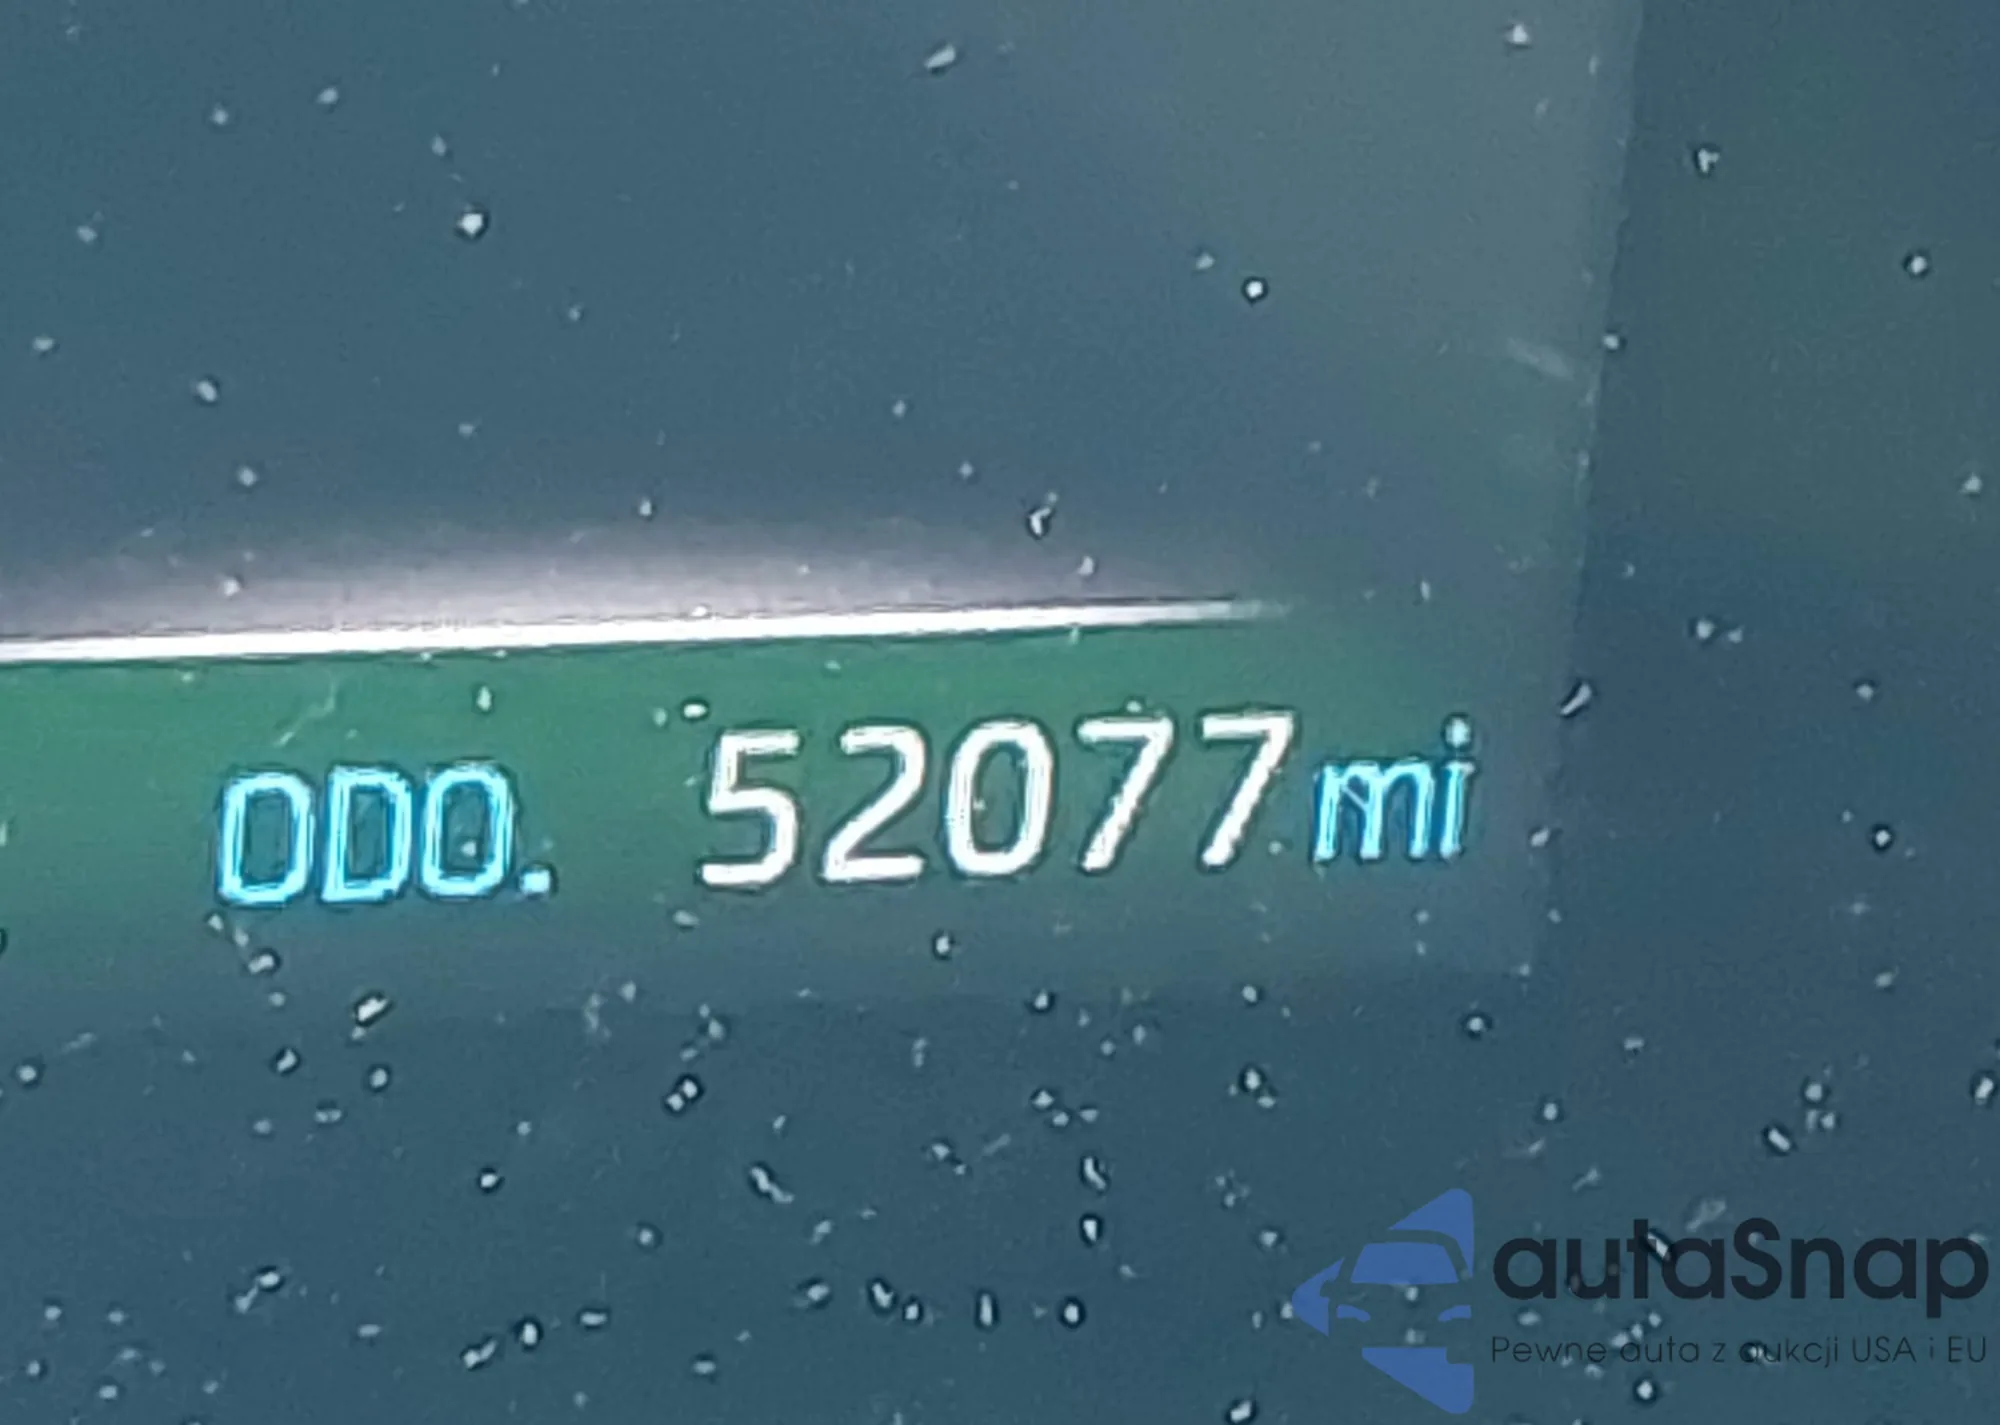 ODO. 52077 mi
autaSnap
Pewne auta z aukcji USA i EU